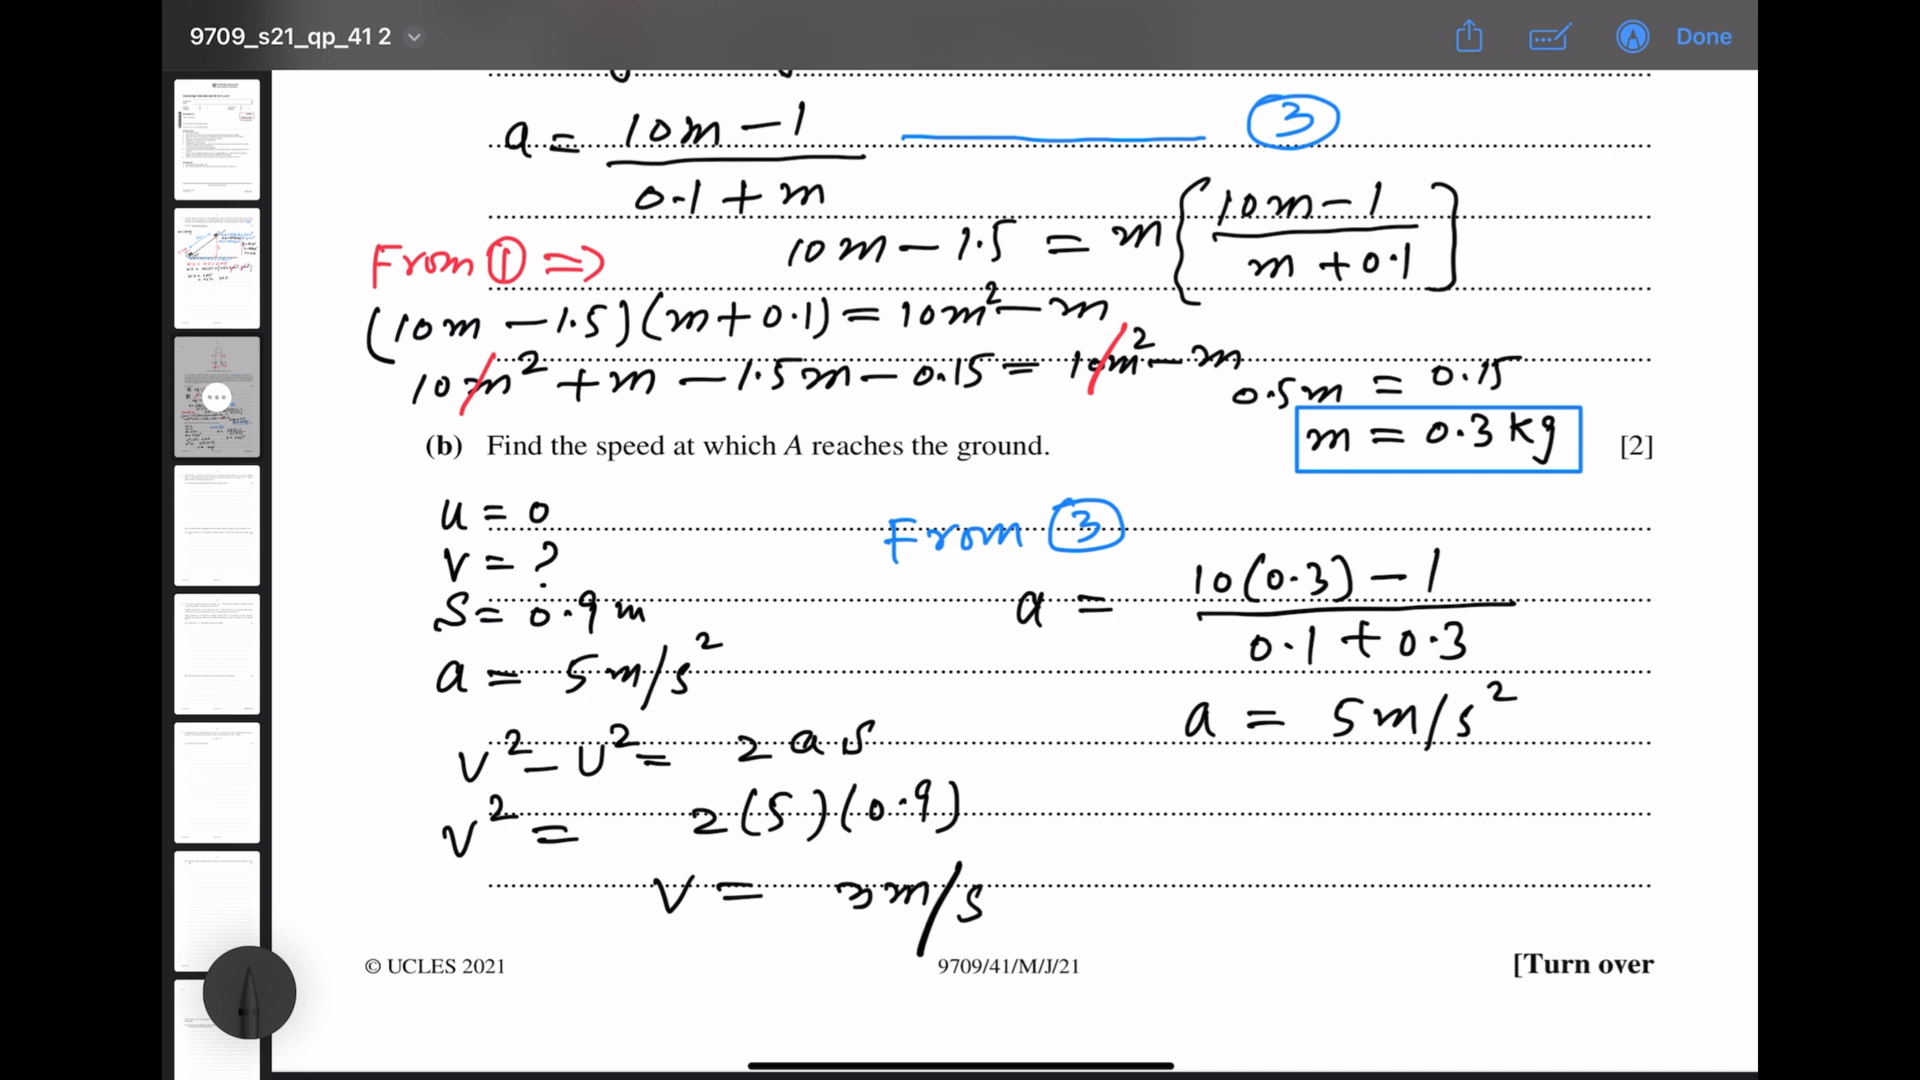 9709_s21_qp_41 2
Done
a = 10m - 1 / 0.1 + m ③
From ① ⇒ 10m - 1.5 = m { 10m - 1 / m + 0.1 ]
(10m - 1.5)(m + 0.1) = 10m² - m
10m² + m - 1.5m - 0.15 = 10m² - m
0.5m = 0.15
m = 0.3 kg
(b) Find the speed at which A reaches the ground. [2]
u = 0
v = ?
S = 0.9 m
a = 5 m/s²
v² - U² = 2 a S
v² = 2(5)(0.9)
v = 3 m/s
From ③
a = 10(0.3) - 1 / 0.1 + 0.3
a = 5 m/s²
© UCLES 2021 9709/41/M/J/21 [Turn over